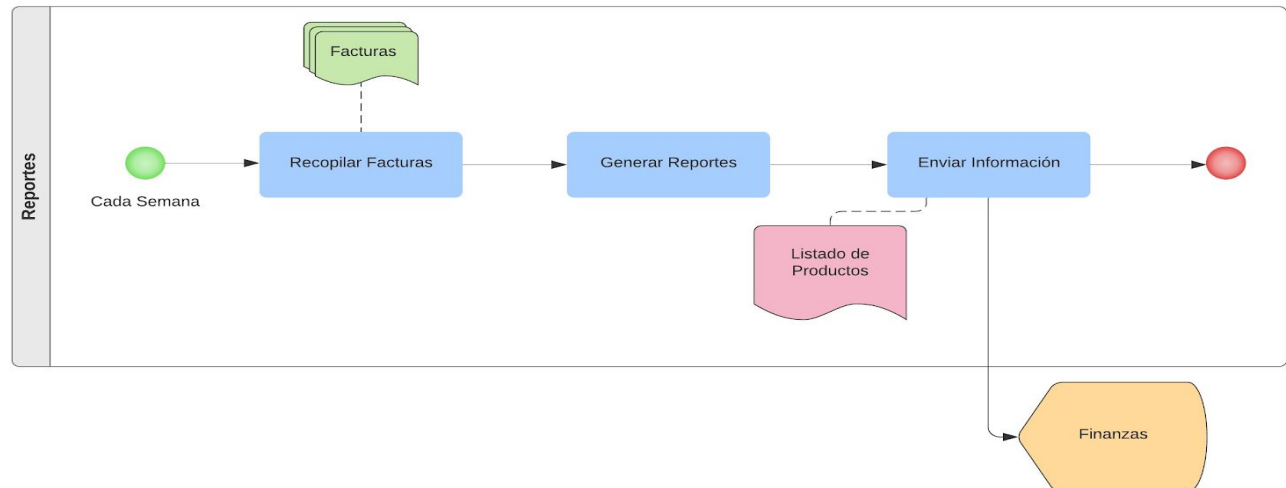 Facturas
Reportes
Cada Semana
Recopilar Facturas
Generar Reportes
Enviar Información
Listado de
Productos
Finanzas